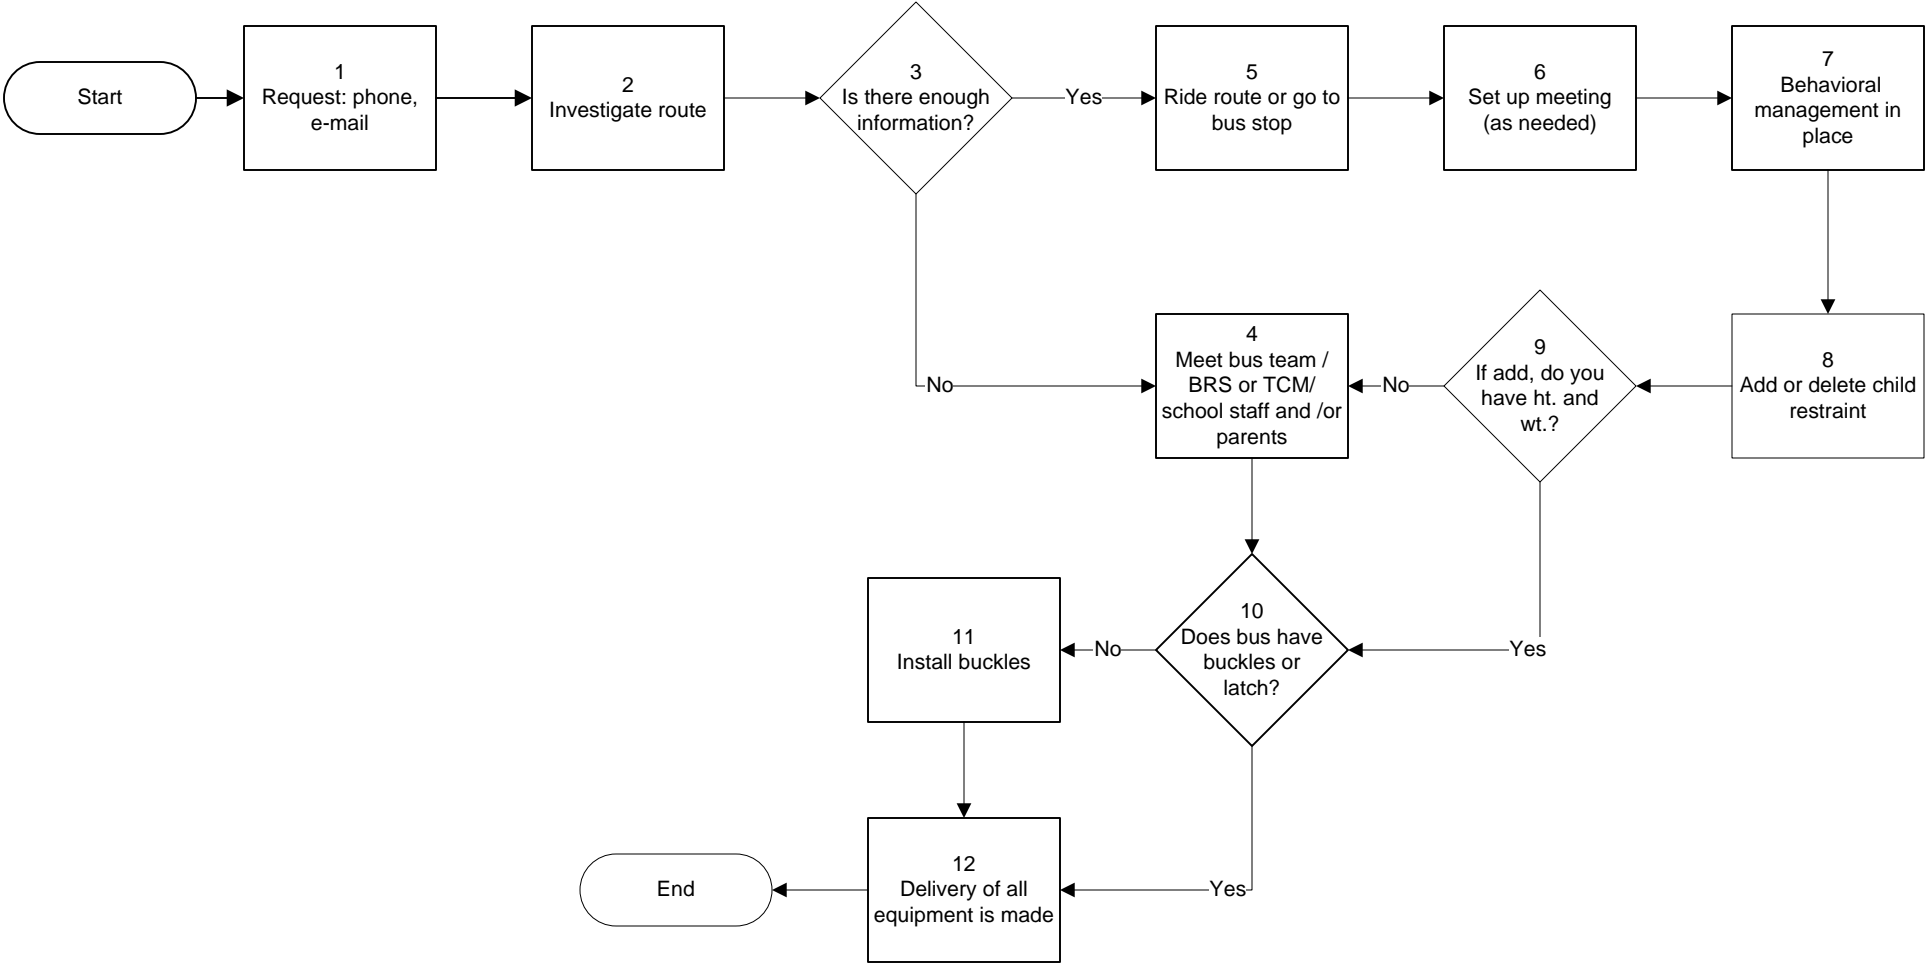 Start
1
Request: phone,
e-mail
2
Investigate route
3
Is there enough
information?
Yes
5
Ride route or go to
bus stop
6
Set up meeting
(as needed)
7
Behavioral
management in
place
No
4
Meet bus team /
BRS or TCM/
school staff and /or
parents
No
9
If add, do you
have ht. and
wt.?
8
Add or delete child
restraint
11
Install buckles
No
10
Does bus have
buckles or
latch?
Yes
End
12
Delivery of all
equipment is made
Yes